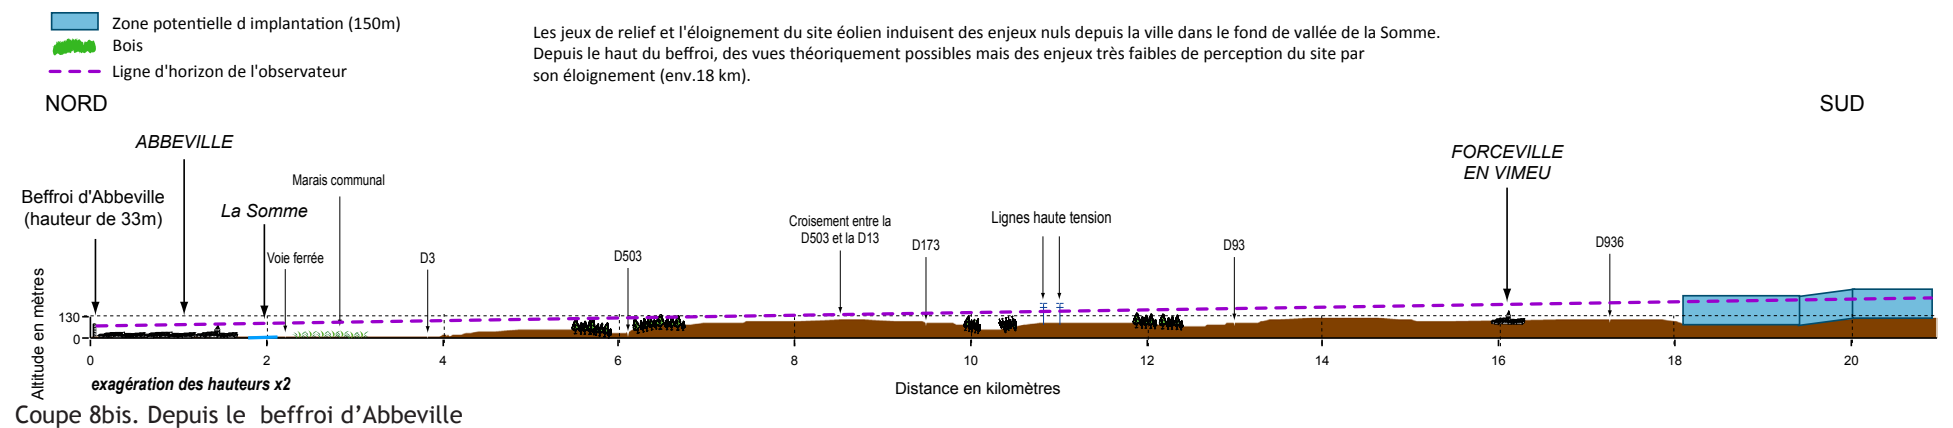 Zone potentielle d implantation (150m)
Bois
Ligne d'horizon de l'observateur
Les jeux de relief et l'éloignement du site éolien induisent des enjeux nuls depuis la ville dans le fond de vallée de la Somme.
Depuis le haut du beffroi, des vues théoriquement possibles mais des enjeux très faibles de perception du site par
son éloignement (env.18 km).
NORD
SUD
ABBEVILLE
FORCEVILLE
EN VIMEU
Beffroi d'Abbeville
(hauteur de 33m)
Marais communal
La Somme
Voie ferrée
D3
D503
Croisement entre la
D503 et la D13
D173
Lignes haute tension
D93
D936
Altitude en mètres
130
0
0
2
4
6
8
10
12
14
16
18
20
exagération des hauteurs x2
Distance en kilomètres
Coupe 8bis. Depuis le  beffroi d’Abbeville